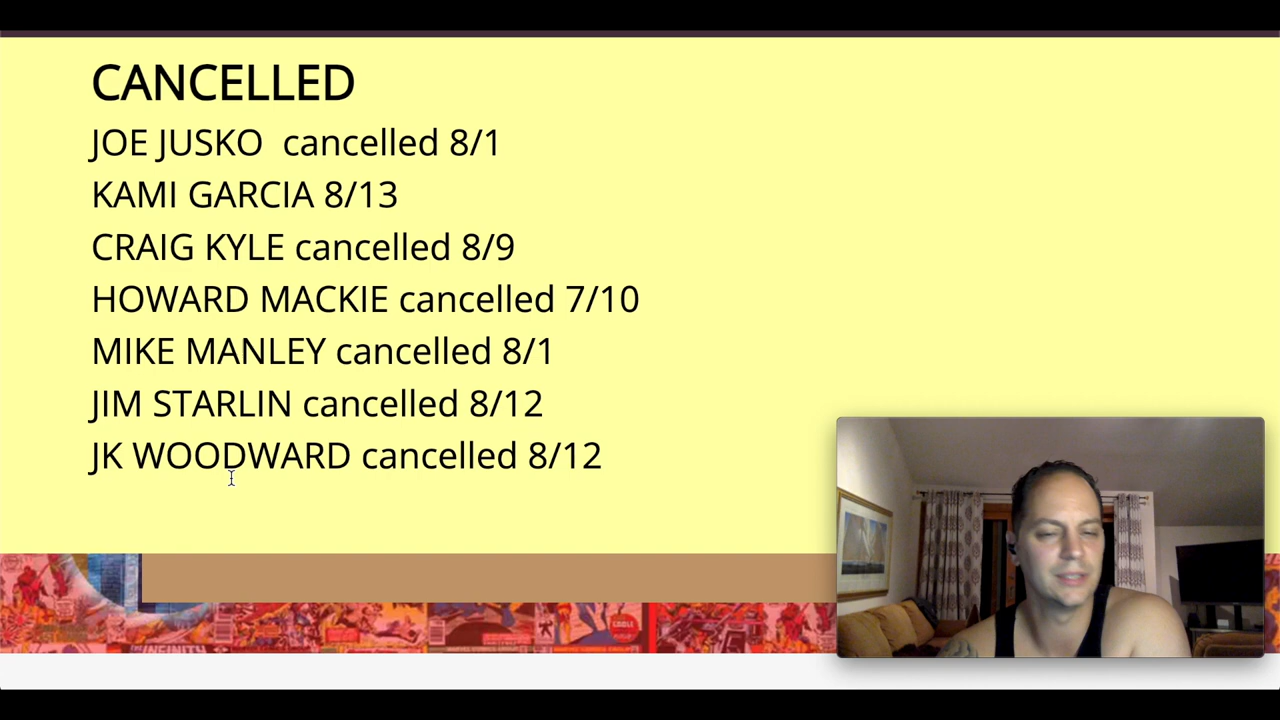 CANCELLED
JOE JUSKO  cancelled 8/1
KAMI GARCIA 8/13
CRAIG KYLE cancelled 8/9
HOWARD MACKIE cancelled 7/10
MIKE MANLEY cancelled 8/1
JIM STARLIN cancelled 8/12
JK WOODWARD cancelled 8/12
INFINITY